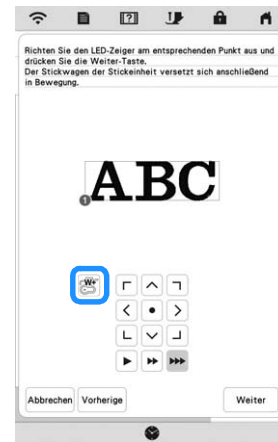 Richten Sie den LED-Zeiger am entsprechenden Punkt aus und
drücken Sie die Weiter-Taste.
Der Stickwagen der Stickeinheit versetzt sich anschließend
in Bewegung.
ABC
1
W+
Abbrechen Vorherige Weiter